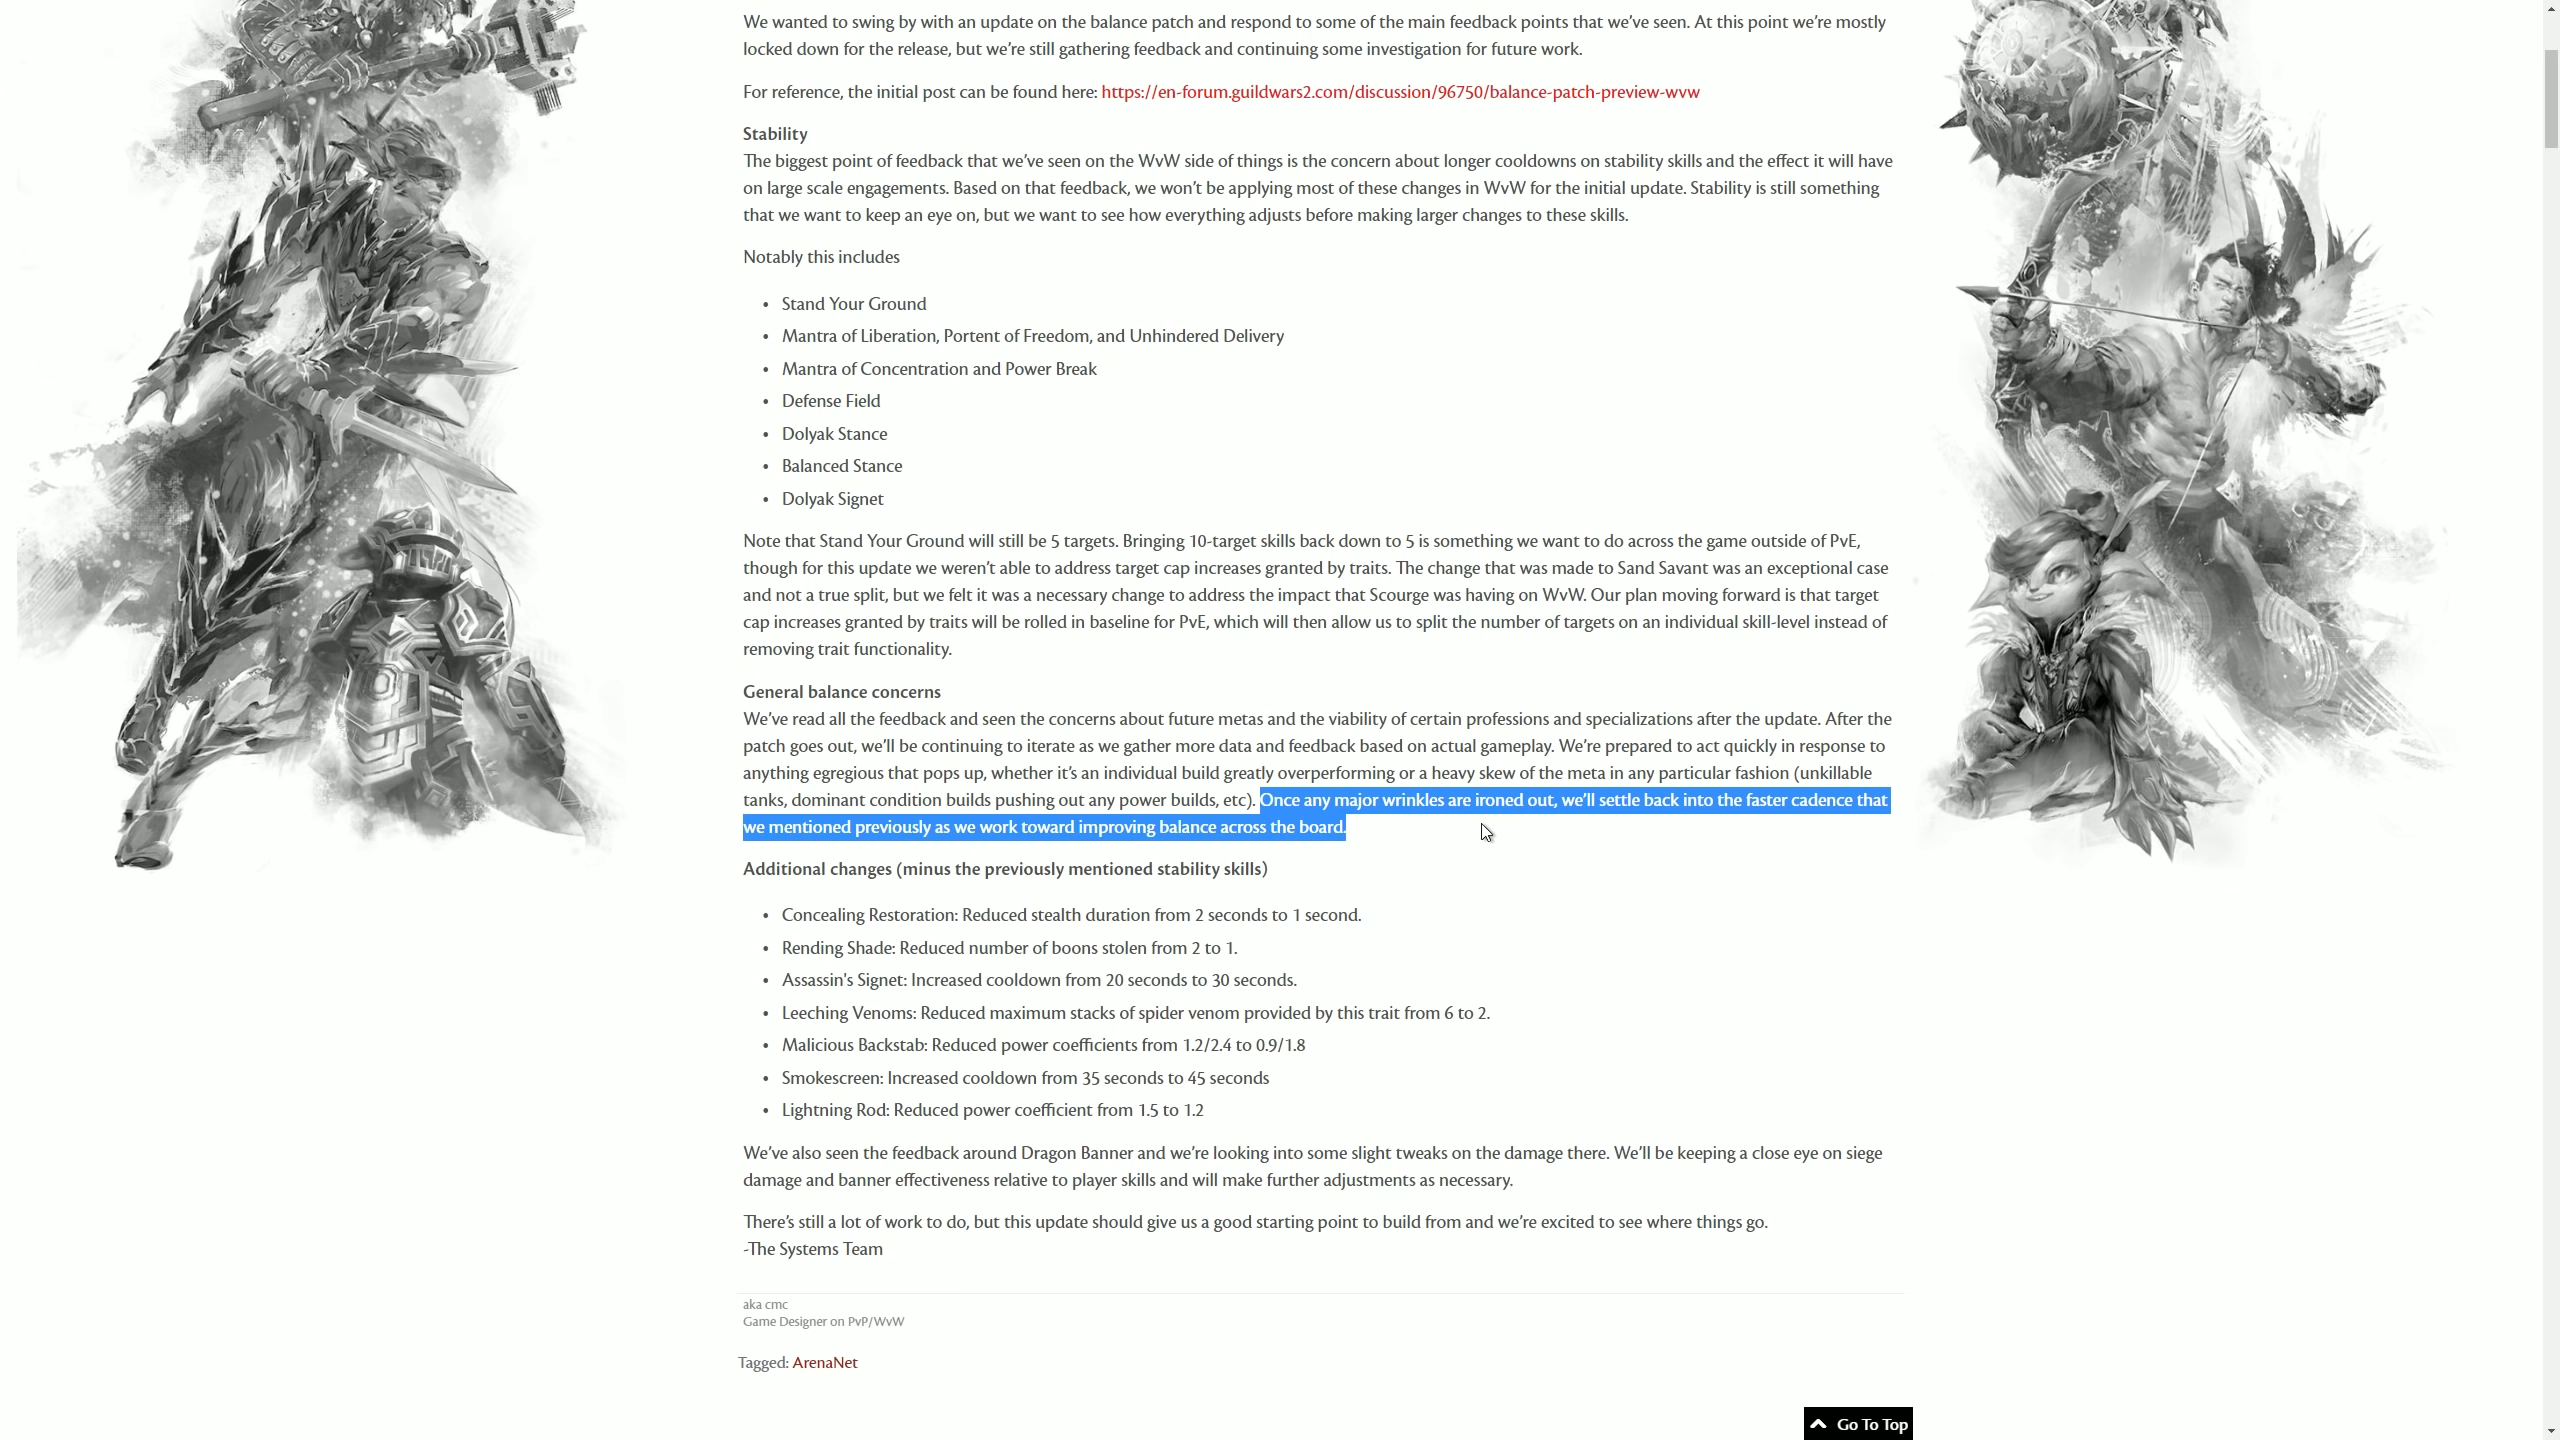 We wanted to swing by with an update on the balance patch and respond to some of the main feedback points that we've seen. At this point we're mostly
locked down for the release, but we're still gathering feedback and continuing some investigation for future work.
For reference, the initial post can be found here: https://en-forum.guildwars2.com/discussion/96750/balance-patch-preview-wvw
Stability
The biggest point of feedback that we've seen on the WvW side of things is the concern about longer cooldowns on stability skills and the effect it will have
on large scale engagements. Based on that feedback, we won't be applying most of these changes in WvW for the initial update. Stability is still something
that we want to keep an eye on, but we want to see how everything adjusts before making larger changes to these skills.
Notably this includes
• Stand Your Ground
• Mantra of Liberation, Portent of Freedom, and Unhindered Delivery
• Mantra of Concentration and Power Break
• Defense Field
• Dolyak Stance
• Balanced Stance
• Dolyak Signet
Note that Stand Your Ground will still be 5 targets. Bringing 10-target skills back down to 5 is something we want to do across the game outside of PvE,
though for this update we weren't able to address target cap increases granted by traits. The change that was made to Sand Savant was an exceptional case
and not a true split, but we felt it was a necessary change to address the impact that Scourge was having on WvW. Our plan moving forward is that target
cap increases granted by traits will be rolled in baseline for PvE, which will then allow us to split the number of targets on an individual skill-level instead of
removing trait functionality.
General balance concerns
We've read all the feedback and seen the concerns about future metas and the viability of certain professions and specializations after the update. After the
patch goes out, we'll be continuing to iterate as we gather more data and feedback based on actual gameplay. We're prepared to act quickly in response to
anything egregious that pops up, whether it's an individual build greatly overperforming or a heavy skew of the meta in any particular fashion (unkillable
tanks, dominant condition builds pushing out any power builds, etc). Once any major wrinkles are ironed out, we'll settle back into the faster cadence that
we mentioned previously as we work toward improving balance across the board.
Additional changes (minus the previously mentioned stability skills)
• Concealing Restoration: Reduced stealth duration from 2 seconds to 1 second.
• Rending Shade: Reduced number of boons stolen from 2 to 1.
• Assassin's Signet: Increased cooldown from 20 seconds to 30 seconds.
• Leeching Venoms: Reduced maximum stacks of spider venom provided by this trait from 6 to 2.
• Malicious Backstab: Reduced power coefficients from 1.2/2.4 to 0.9/1.8
• Smokescreen: Increased cooldown from 35 seconds to 45 seconds
• Lightning Rod: Reduced power coefficient from 1.5 to 1.2
We've also seen the feedback around Dragon Banner and we're looking into some slight tweaks on the damage there. We'll be keeping a close eye on siege
damage and banner effectiveness relative to player skills and will make further adjustments as necessary.
There's still a lot of work to do, but this update should give us a good starting point to build from and we're excited to see where things go.
-The Systems Team
aka cmc
Game Designer on PvP/WvW
Tagged: ArenaNet
Go To Top